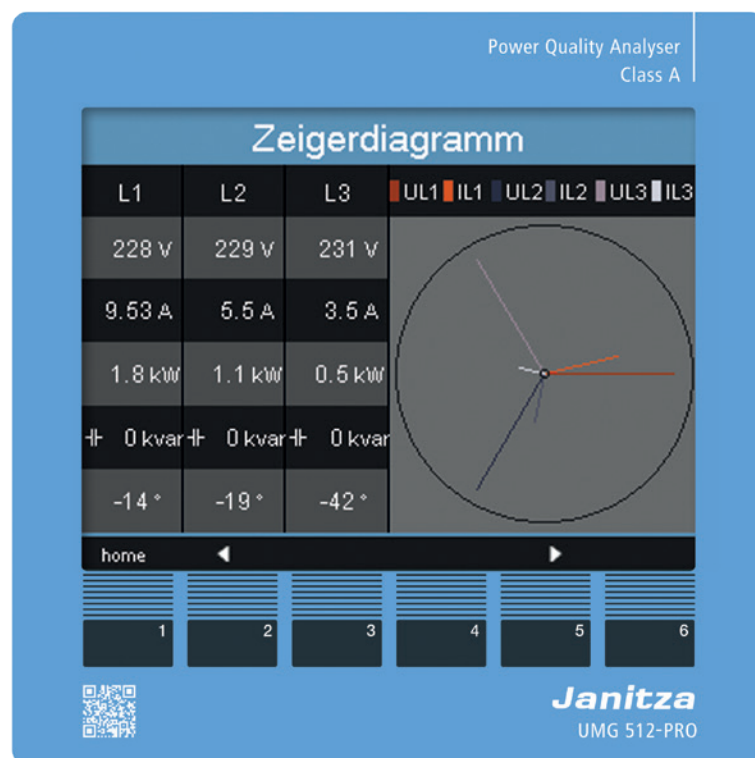 Power Quality Analyser
Class A
Zeigerdiagramm
L1 L2 L3 UL1 IL1 UL2 IL2 UL3 IL3
228 V 229 V 231 V
9.53 A 5.5 A 3.5 A
1.8 kW 1.1 kW 0.5 kW
0 kvar 0 kvar 0 kvar
-14 ° -19 ° -42 °
home
1 2 3 4 5 6
Janitza
UMG 512-PRO